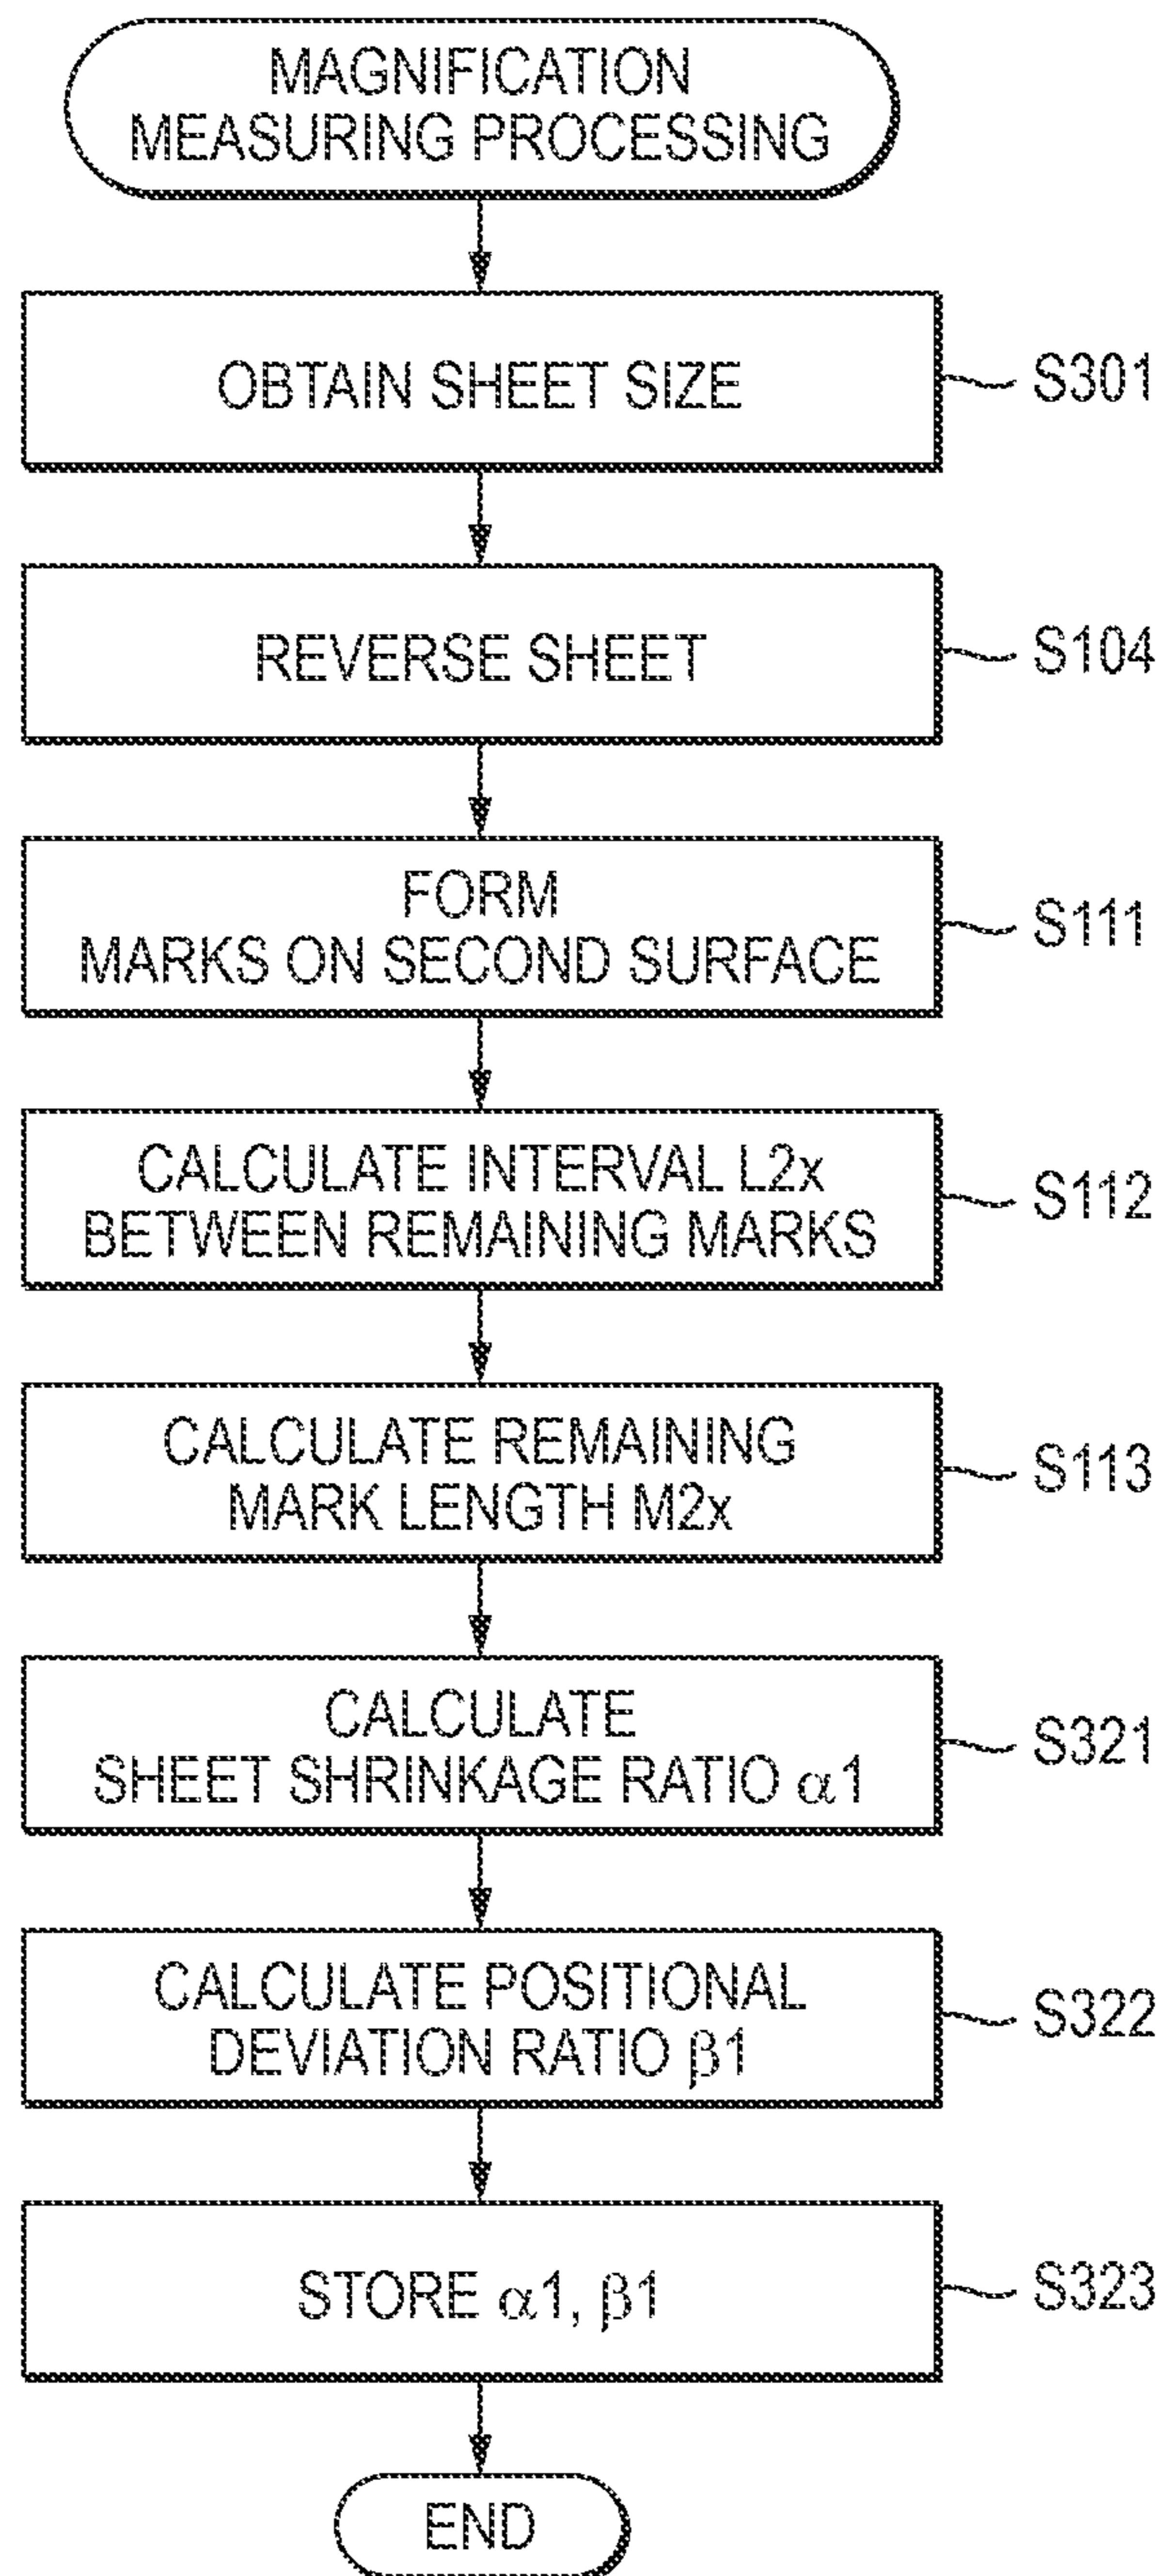 MAGNIFICATION
MEASURING PROCESSING
OBTAIN SHEET SIZE
S301
REVERSE SHEET
S104
FORM
MARKS ON SECOND SURFACE
S111
CALCULATE INTERVAL L2x
BETWEEN REMAINING MARKS
S112
CALCULATE REMAINING
MARK LENGTH M2x
S113
CALCULATE
SHEET SHRINKAGE RATIO α1
S321
CALCULATE POSITIONAL
DEVIATION RATIO β1
S322
STORE α1, β1
S323
END